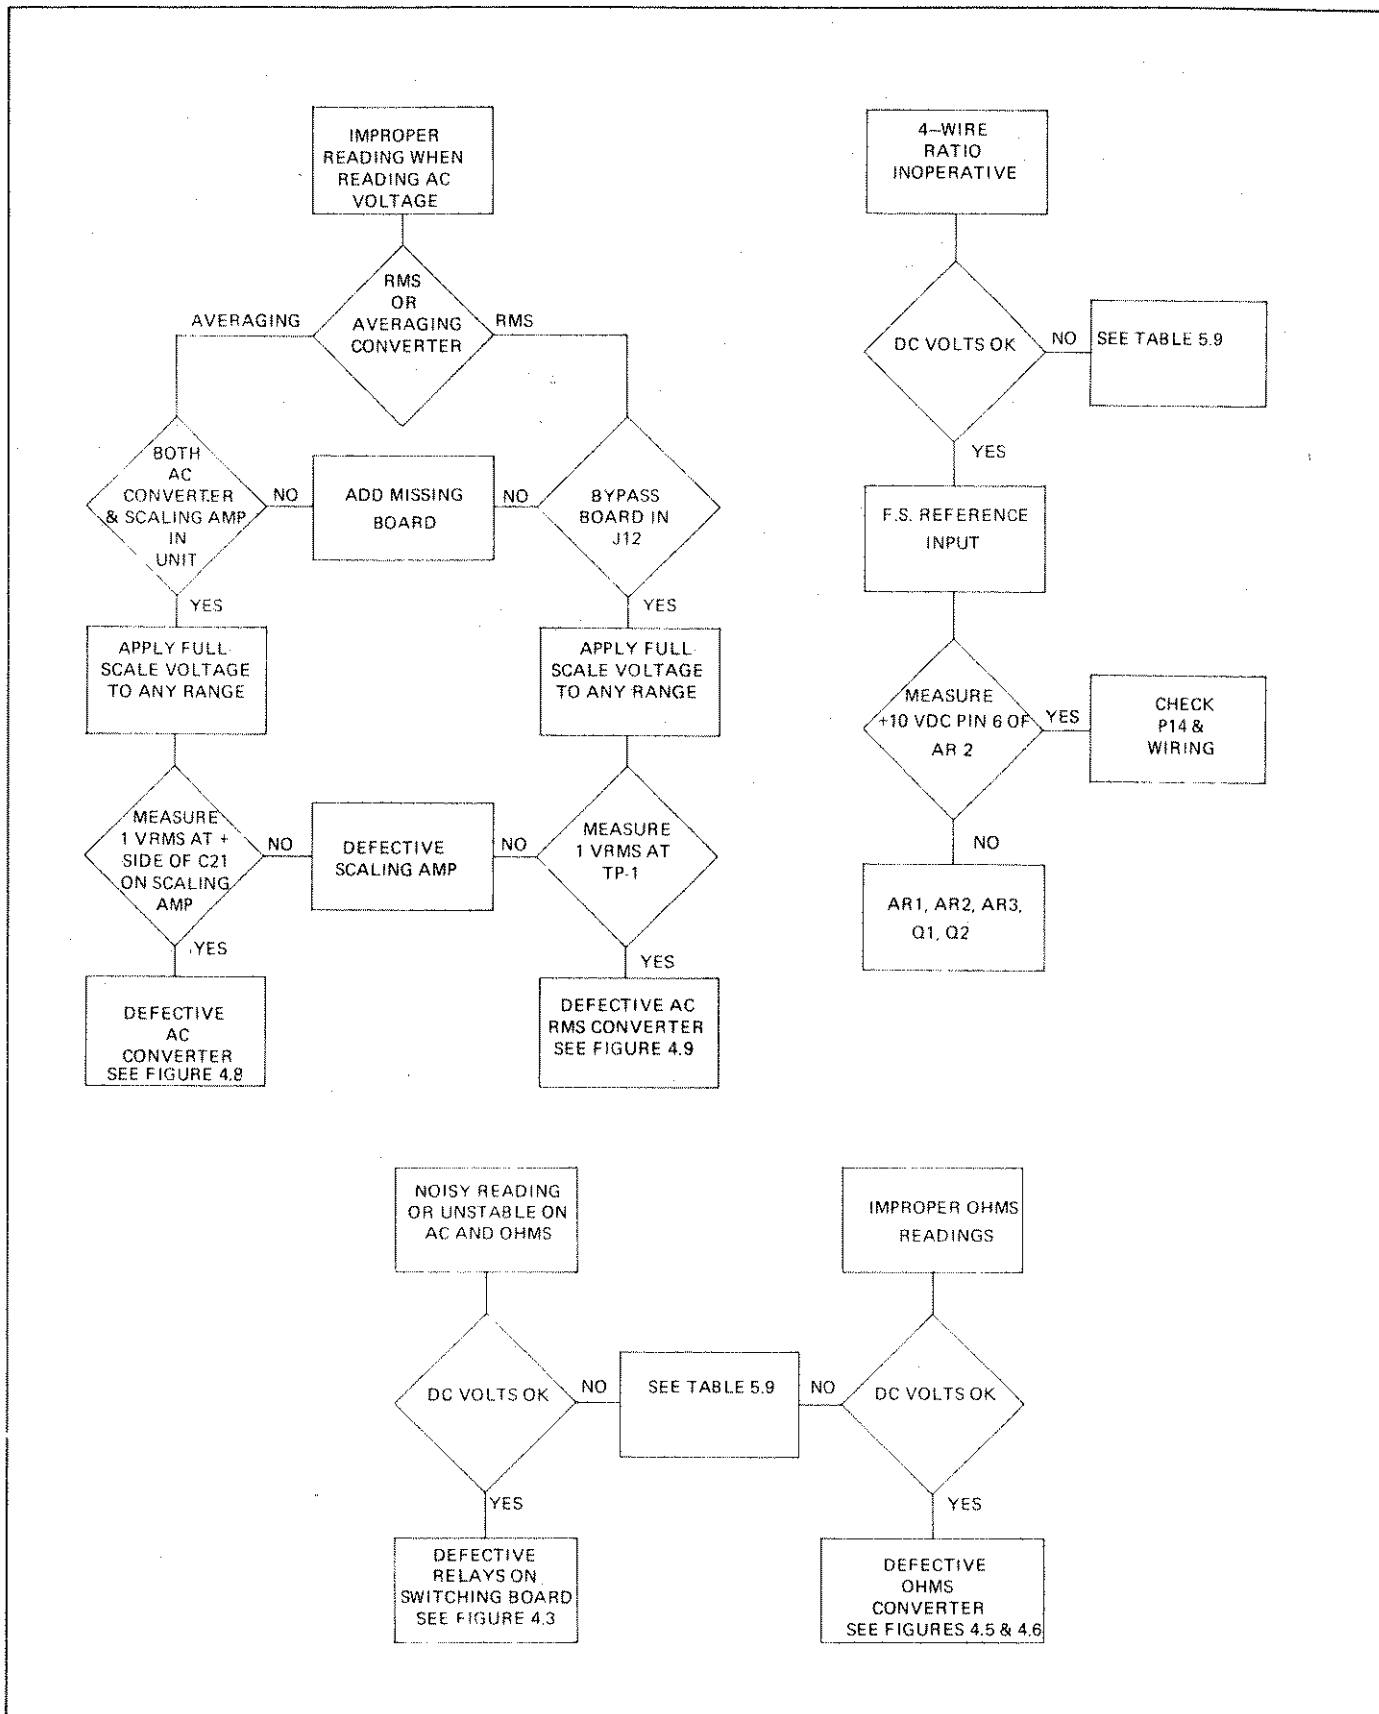 IMPROPER
READING WHEN
READING AC
VOLTAGE
RMS
OR
AVERAGING
CONVERTER
AVERAGING
RMS
BOTH
AC
CONVERTER
& SCALING AMP
IN
UNIT
NO
ADD MISSING
BOARD
NO
BYPASS
BOARD IN
J12
YES
YES
APPLY FULL-
SCALE VOLTAGE
TO ANY RANGE
APPLY FULL-
SCALE VOLTAGE
TO ANY RANGE
MEASURE
1 VRMS AT +
SIDE OF C21
ON SCALING
AMP
NO
DEFECTIVE
SCALING AMP
NO
MEASURE
1 VRMS AT
TP-1
YES
YES
DEFECTIVE
AC
CONVERTER
SEE FIGURE 4.8
DEFECTIVE AC
RMS CONVERTER
SEE FIGURE 4.9
4-WIRE
RATIO
INOPERATIVE
DC VOLTS OK
NO
SEE TABLE 5.9
YES
F.S. REFERENCE
INPUT
MEASURE
+10 VDC PIN 6 OF
AR 2
YES
CHECK
P14 &
WIRING
NO
AR1, AR2, AR3,
Q1, Q2
NOISY READING
OR UNSTABLE ON
AC AND OHMS
IMPROPER OHMS
READINGS
DC VOLTS OK
NO
SEE TABLE 5.9
NO
DC VOLTS OK
YES
YES
DEFECTIVE
RELAYS ON
SWITCHING BOARD
SEE FIGURE 4.3
DEFECTIVE
OHMS
CONVERTER
SEE FIGURES 4.5 & 4.6